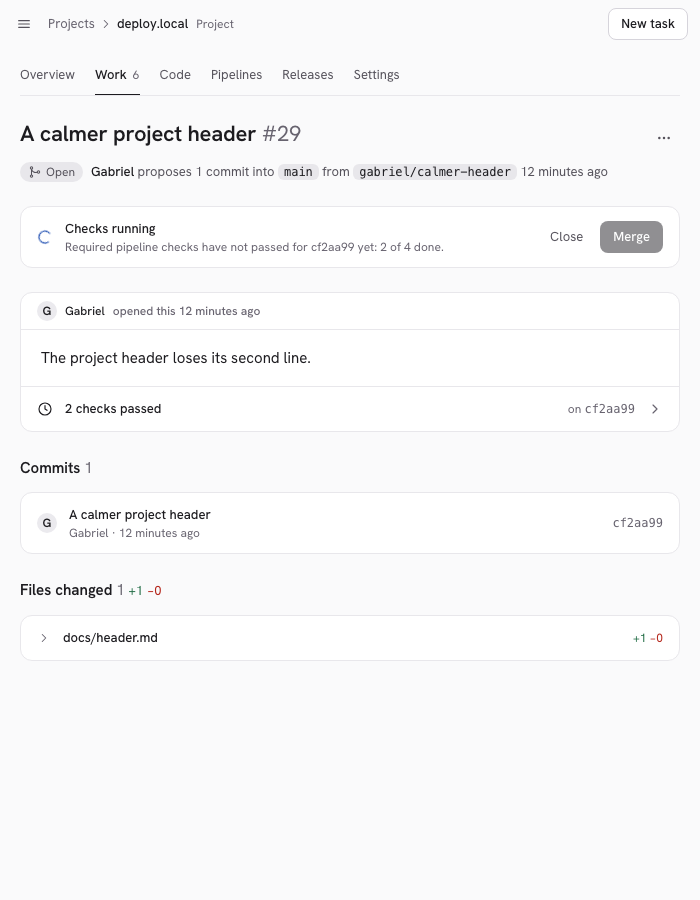 Projects > deploy.local Project
New task
Overview Work 6 Code Pipelines Releases Settings
A calmer project header #29
Open Gabriel proposes 1 commit into main from gabriel/calmer-header 12 minutes ago
Checks running
Required pipeline checks have not passed for cf2aa99 yet: 2 of 4 done.
Close Merge
G Gabriel opened this 12 minutes ago
The project header loses its second line.
2 checks passed on cf2aa99
Commits 1
G A calmer project header
Gabriel · 12 minutes ago
cf2aa99
Files changed 1 +1 −0
docs/header.md +1 −0